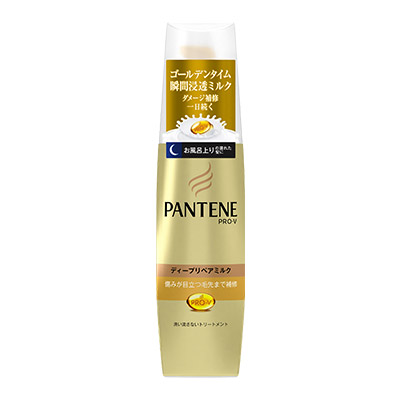 ゴールデンタイム
瞬間浸透ミルク
ダメージ補修
一日続く
お風呂上りの濡れた髪に
PANTENE
PRO-V
ディープリペアミルク
傷みが目立つ毛先まで補修
PRO-V
洗い流さないトリートメント